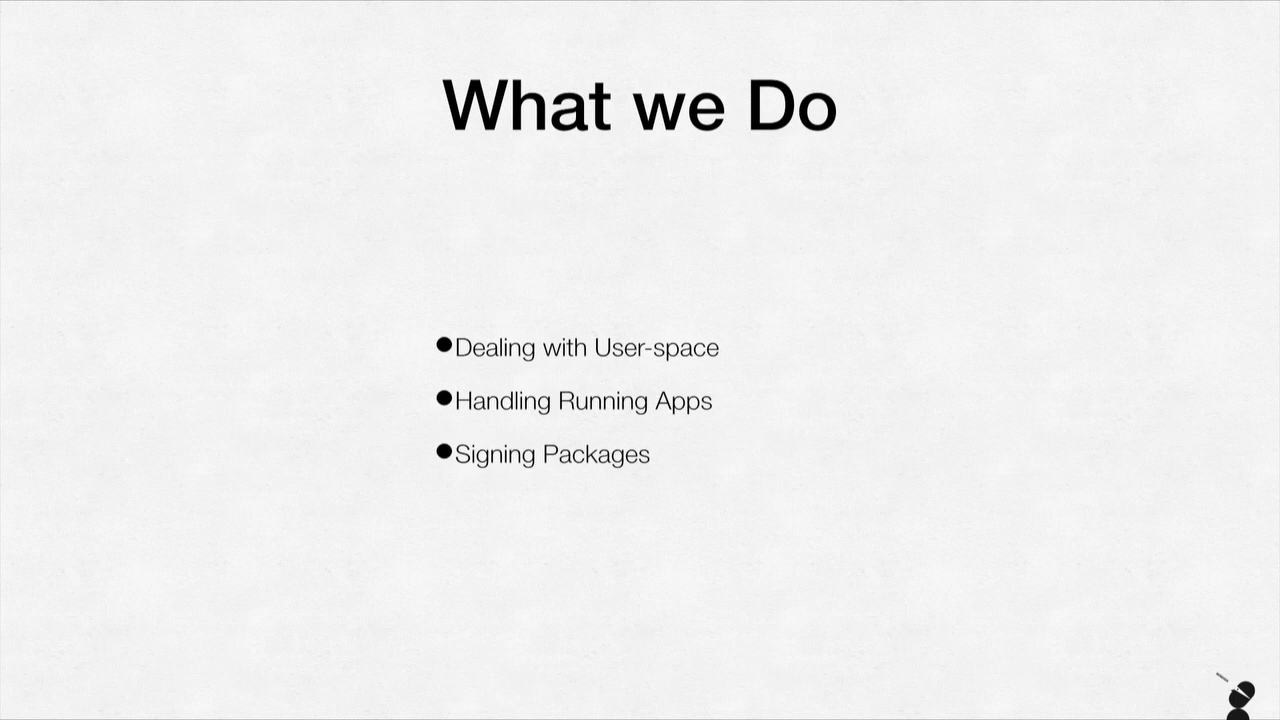 What we Do
●Dealing with User-space
●Handling Running Apps
●Signing Packages